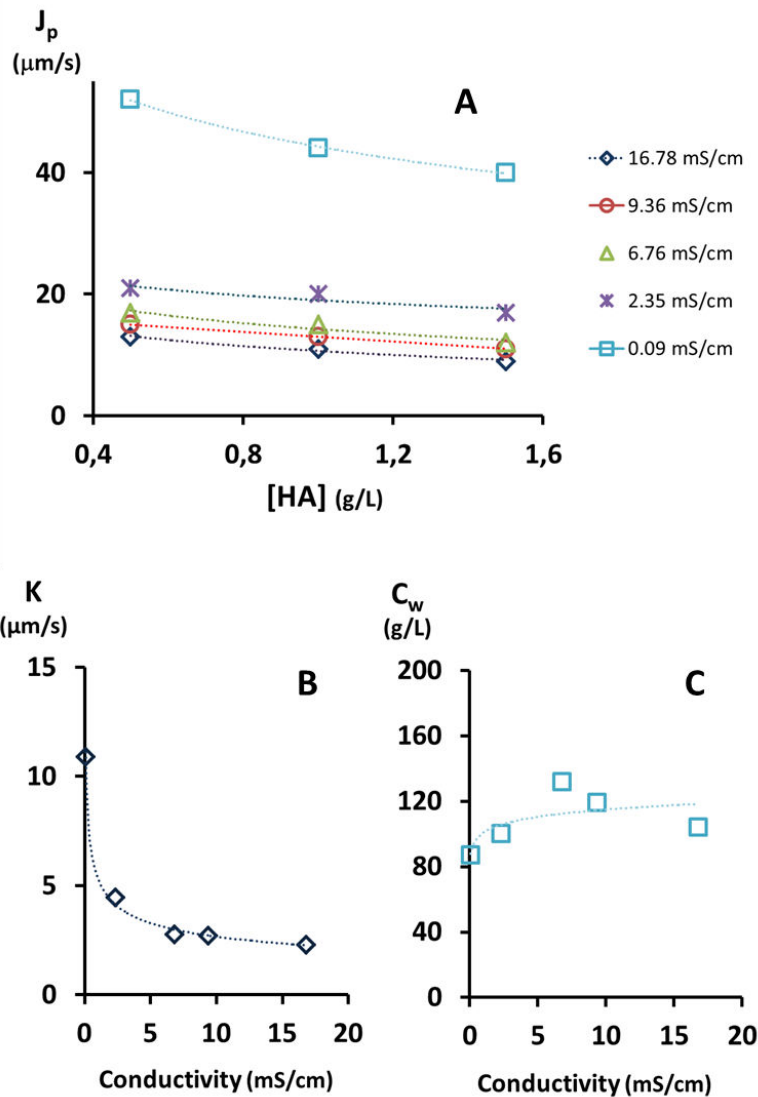 Jp
(µm/s)
A
40
20
0
0,4 0,8 1,2 1,6
[HA] (g/L)
16.78 mS/cm
9.36 mS/cm
6.76 mS/cm
2.35 mS/cm
0.09 mS/cm
K
(µm/s)
B
15
10
5
0
0 5 10 15 20
Conductivity (mS/cm)
Cw
(g/L)
C
200
160
120
80
40
0
0 5 10 15 20
Conductivity (mS/cm)